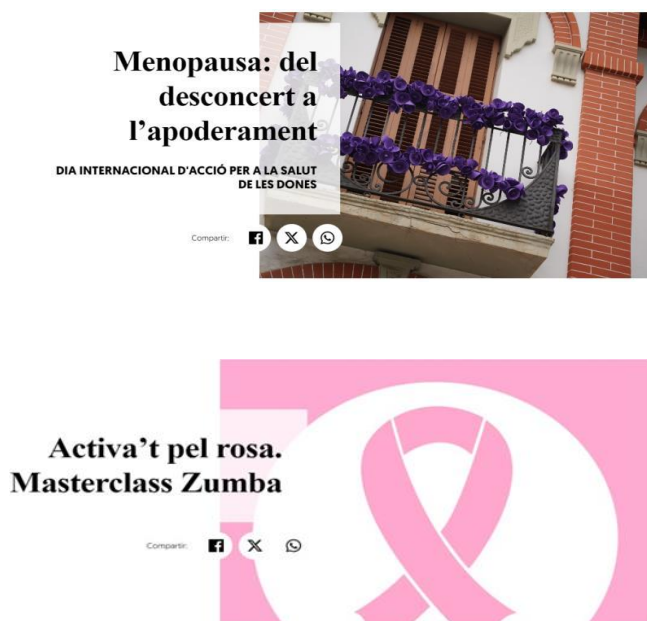 Menopausa: del
desconcert a
l'apoderament
DIA INTERNACIONAL D'ACCIÓ PER A LA SALUT
DE LES DONES
Compartir:
Activa't pel rosa.
Masterclass Zumba
Compartir: